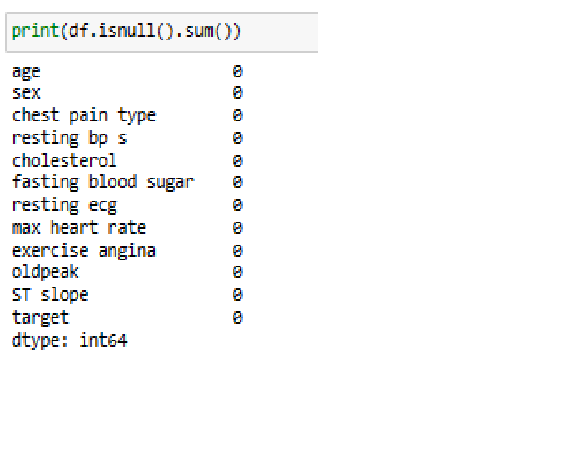 print(df.isnull().sum())
age 0
sex 0
chest pain type 0
resting bp s 0
cholesterol 0
fasting blood sugar 0
resting ecg 0
max heart rate 0
exercise angina 0
oldpeak 0
ST slope 0
target 0
dtype: int64